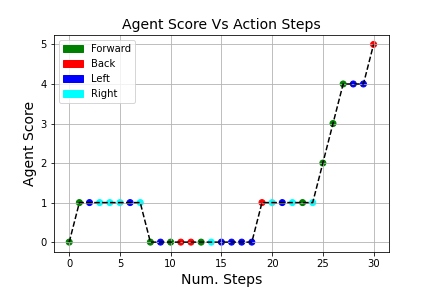 Agent Score Vs Action Steps
Forward
Back
Left
Right
5
4
3
2
1
0
Agent Score
0 5 10 15 20 25 30
Num. Steps